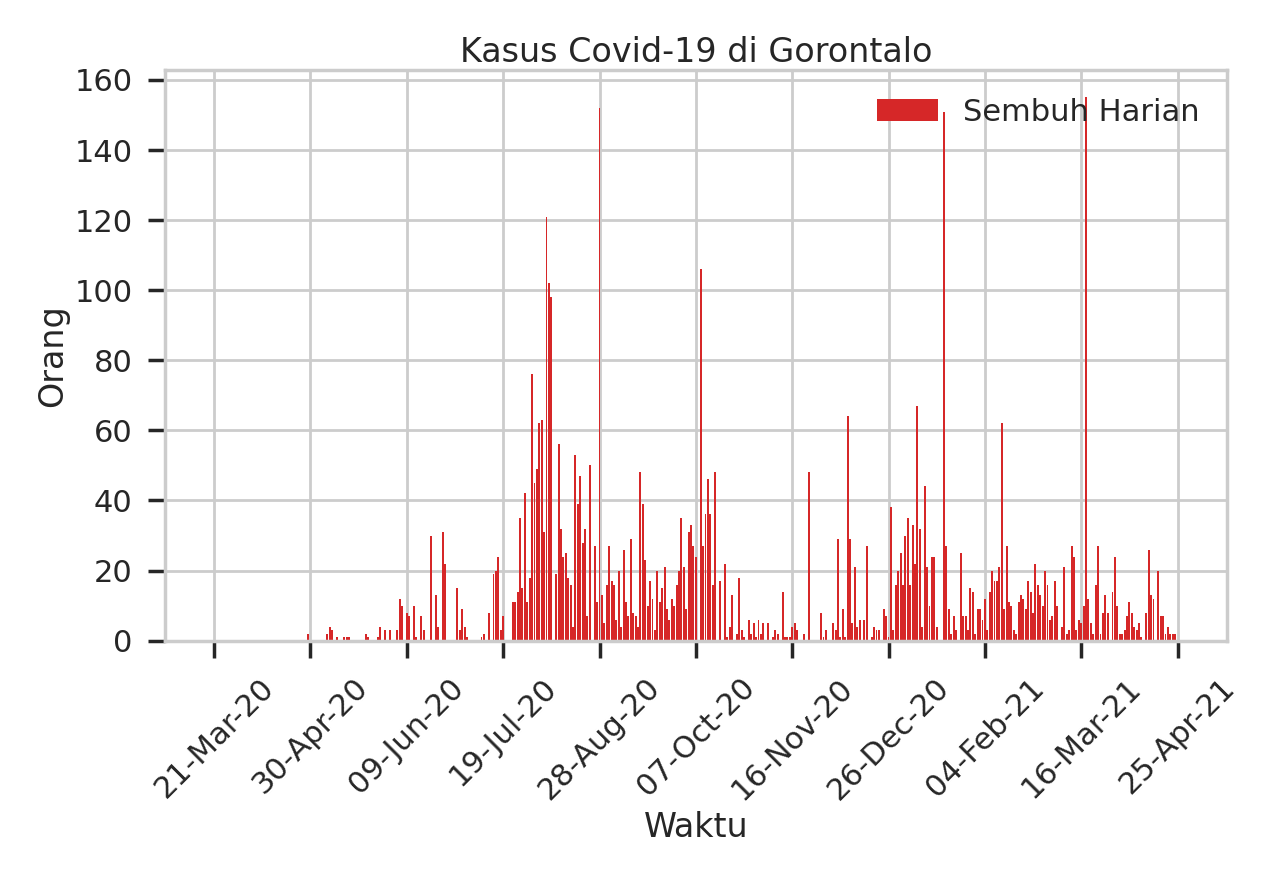 Kasus Covid-19 di Gorontalo
Sembuh Harian
Orang
160
140
120
100
80
60
40
20
0
21-Mar-20
30-Apr-20
09-Jun-20
19-Jul-20
28-Aug-20
07-Oct-20
16-Nov-20
26-Dec-20
04-Feb-21
16-Mar-21
25-Apr-21
Waktu